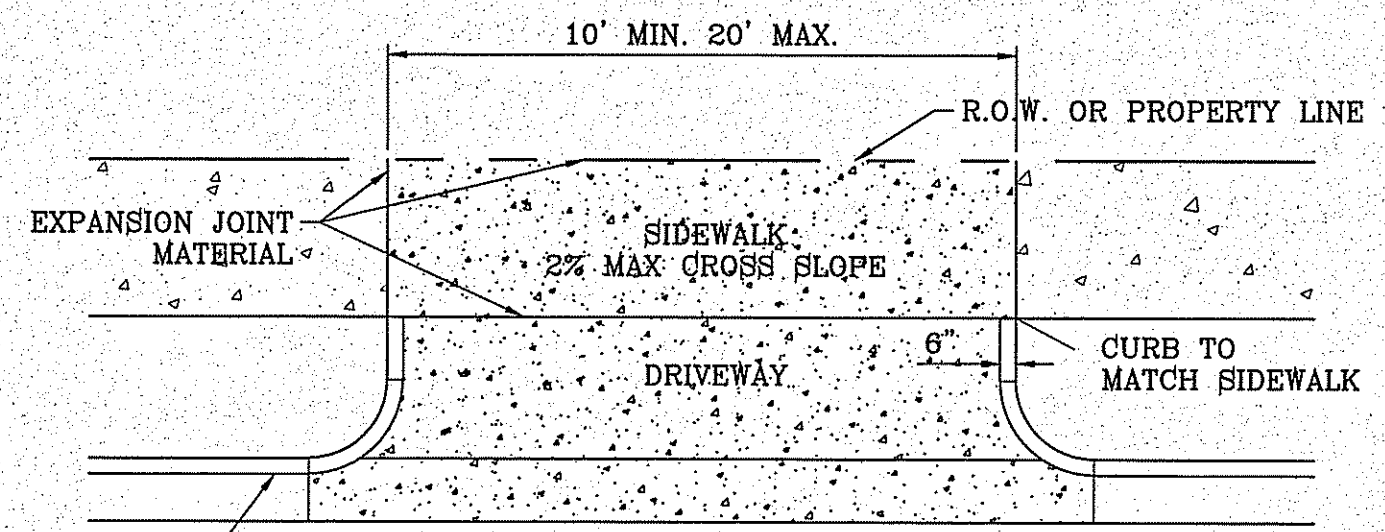 10' MIN. 20' MAX.
R.O.W. OR PROPERTY LINE
EXPANSION JOINT
MATERIAL
SIDEWALK
2% MAX CROSS SLOPE
6"
CURB TO
MATCH SIDEWALK
DRIVEWAY